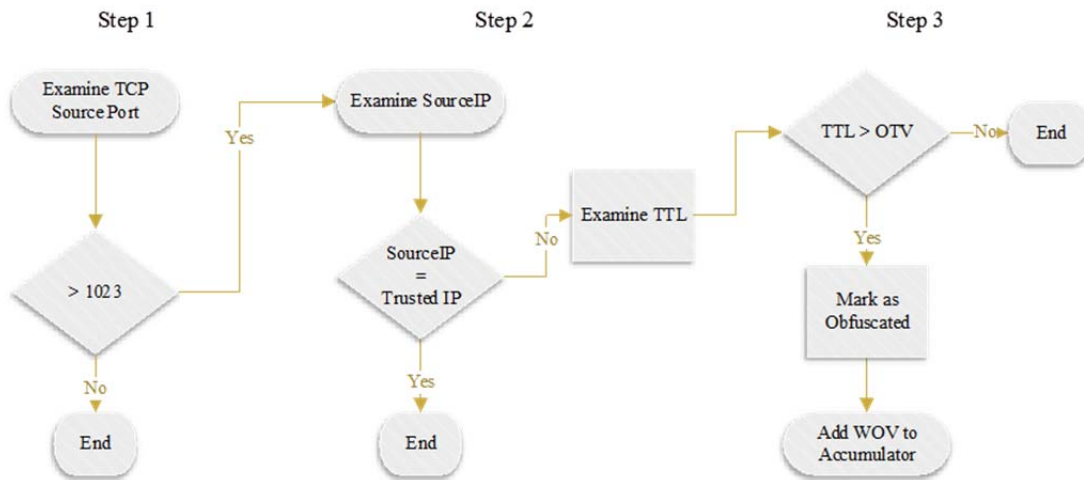 Step 1
Step 2
Step 3
Examine TCP
Source Port
Yes
> 1023
No
End
Examine SourceIP
SourceIP
=
Trusted IP
No
Yes
End
Examine TTL
TTL > OTV
No
End
Yes
Mark as
Obfuscated
Add WOV to
Accumulator